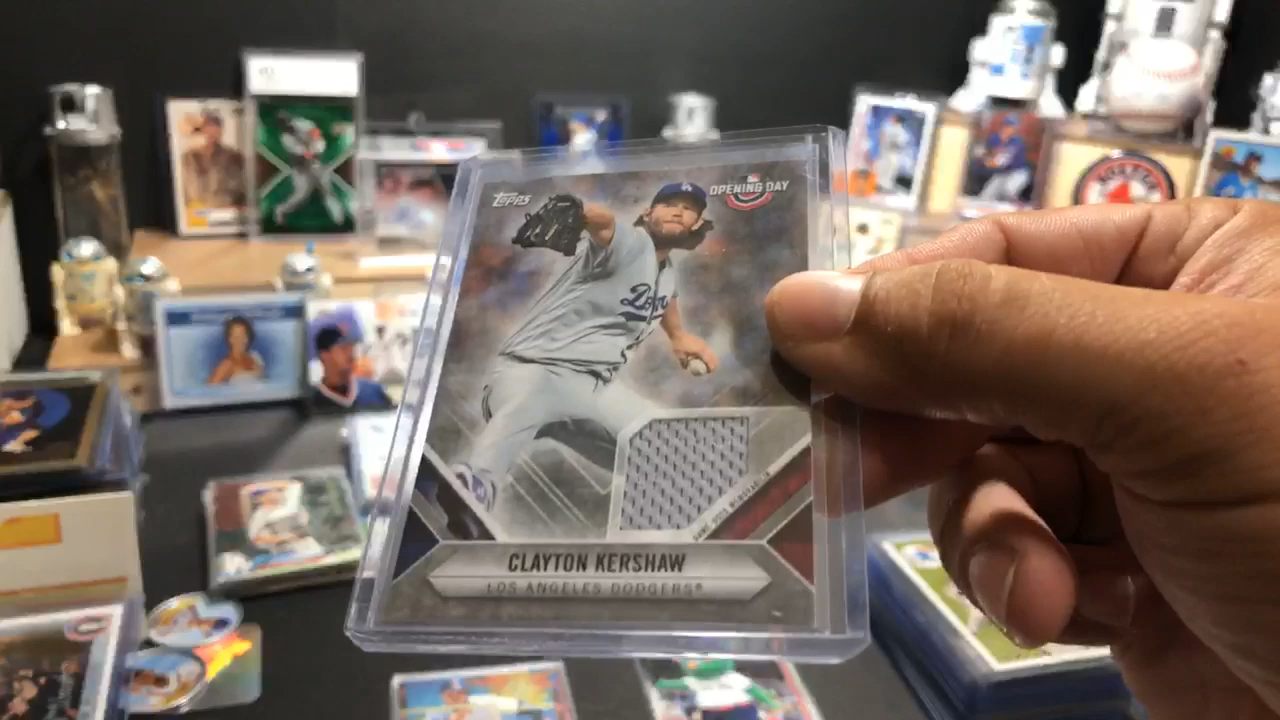 Topps
OPENING DAY
Dodgers
CLAYTON KERSHAW
LOS ANGELES DODGERS®